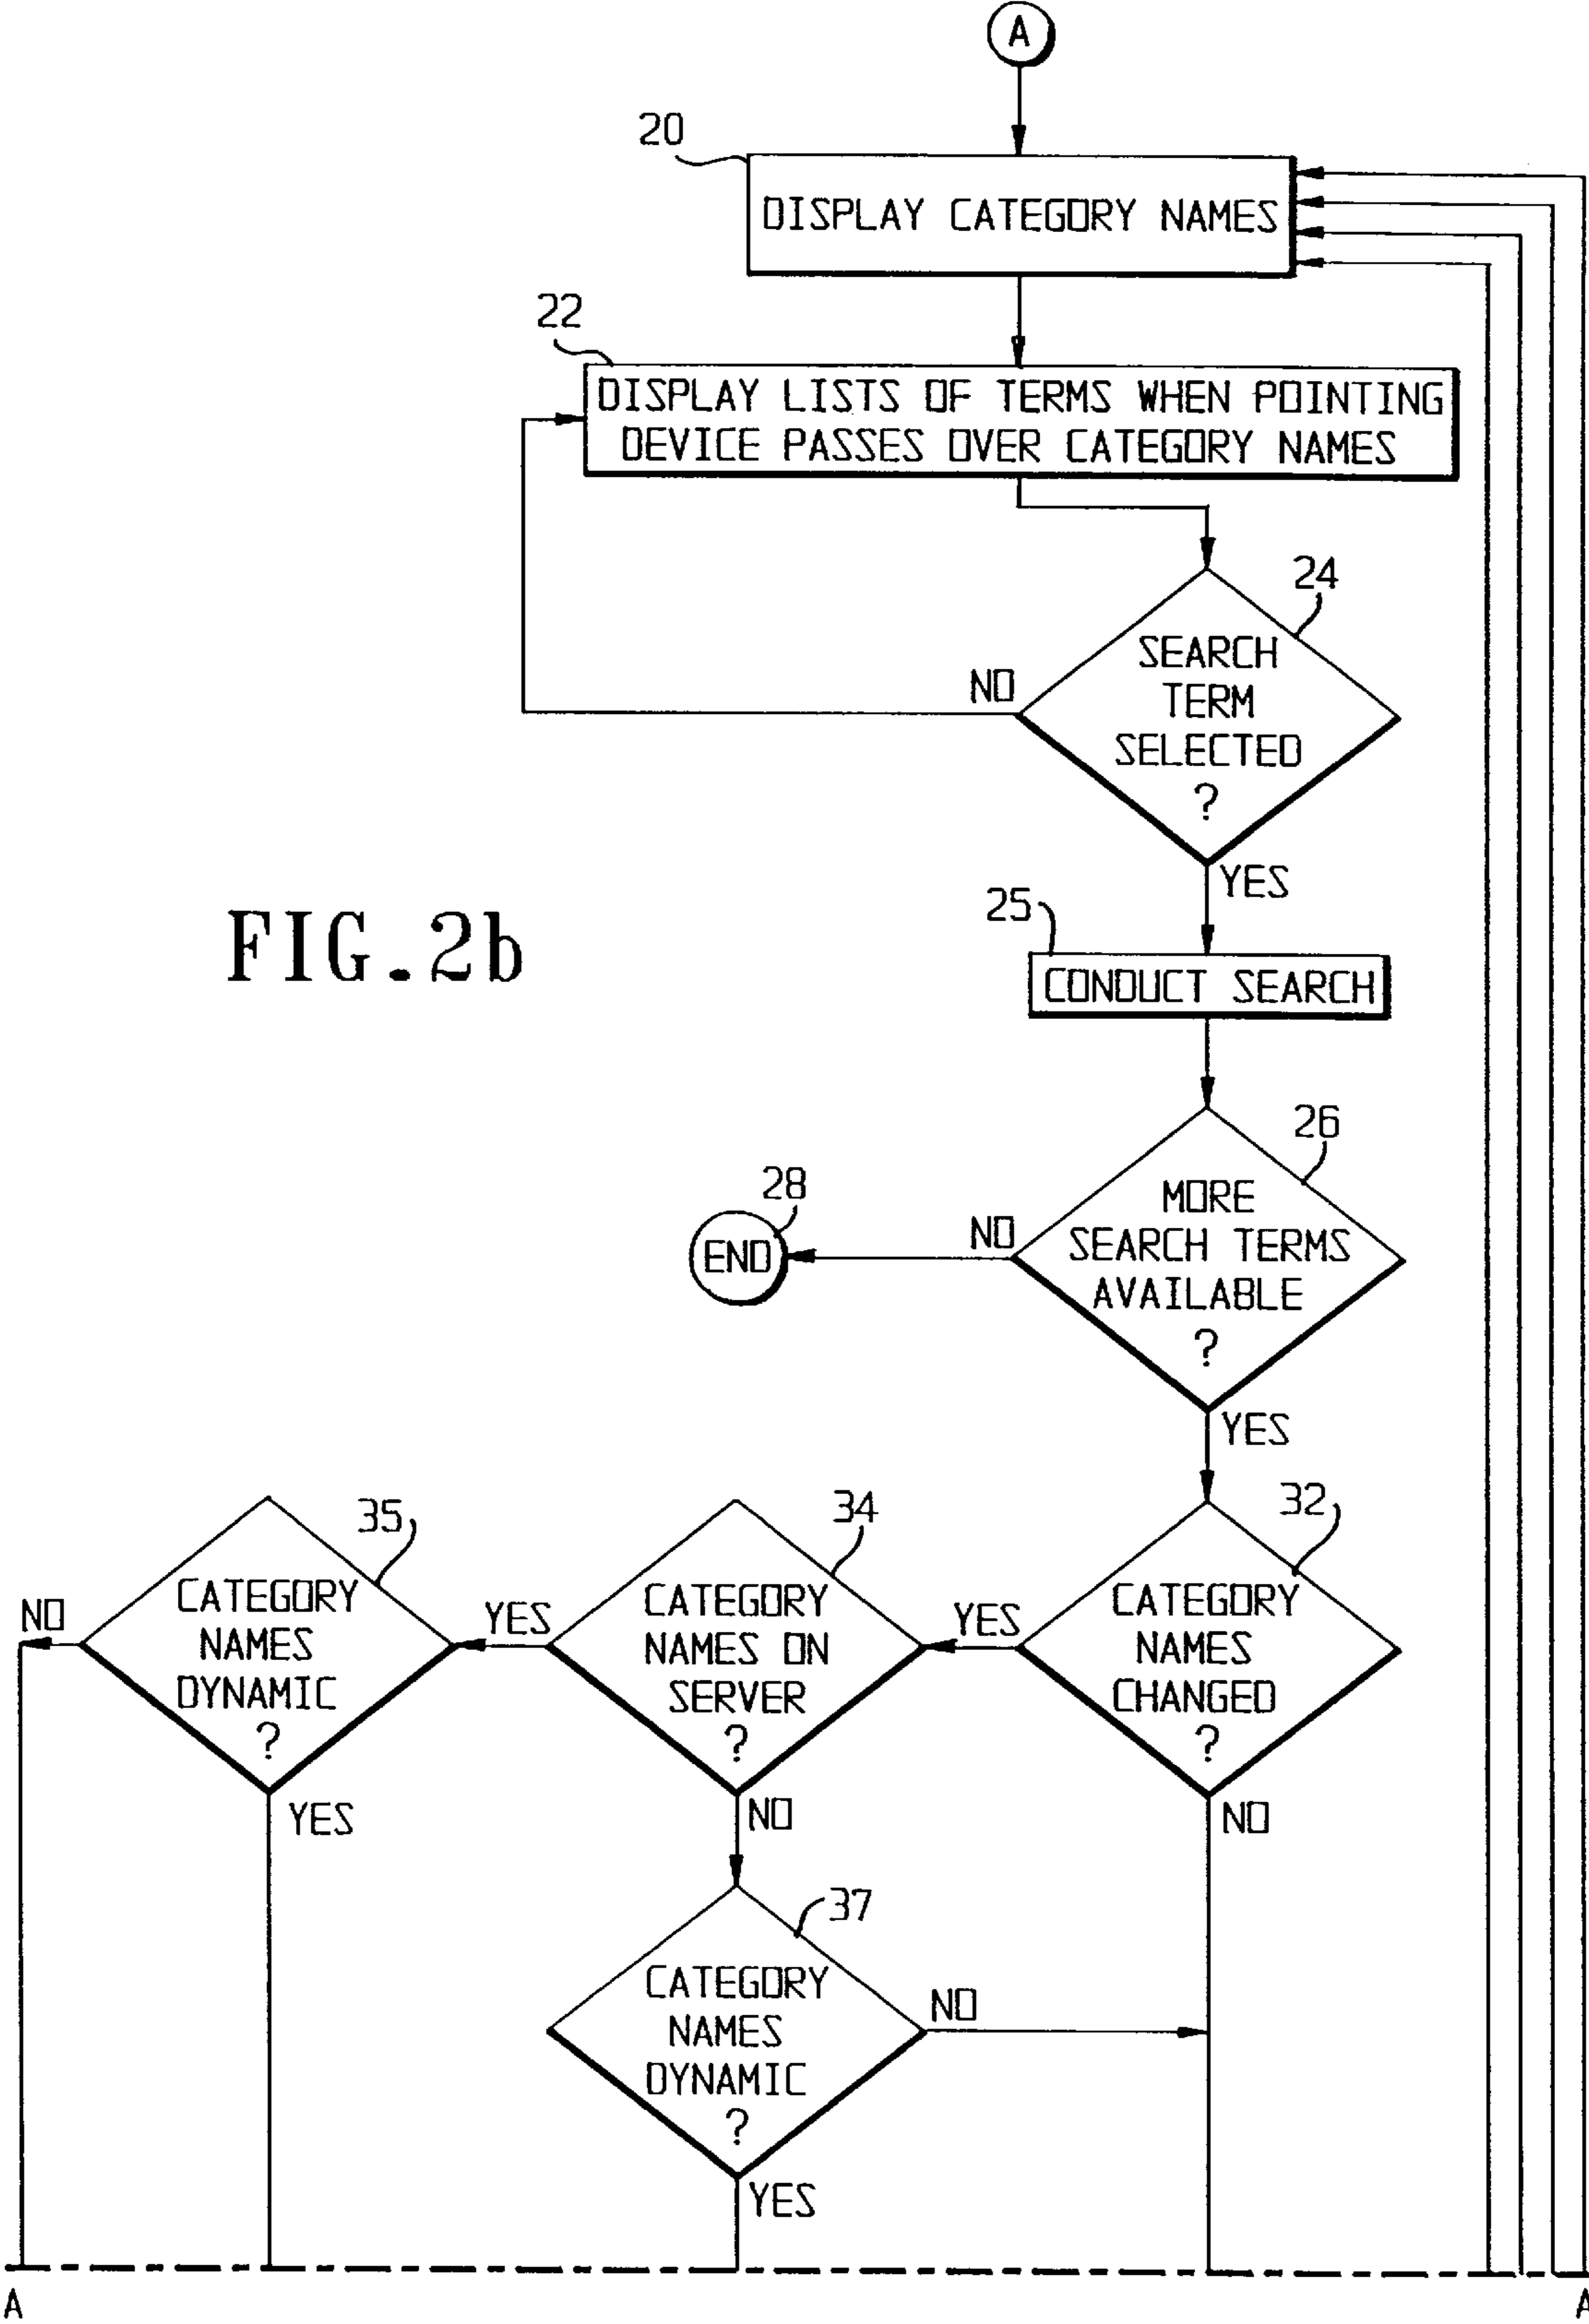 A
20
DISPLAY CATEGORY NAMES
22
DISPLAY LISTS OF TERMS WHEN POINTING
DEVICE PASSES OVER CATEGORY NAMES
24
SEARCH
TERM
SELECTED
?
NO
YES
25
CONDUCT SEARCH
FIG.2b
26
MORE
SEARCH TERMS
AVAILABLE
?
NO
28
END
YES
32
CATEGORY
NAMES
CHANGED
?
YES
NO
34
CATEGORY
NAMES ON
SERVER
?
YES
NO
35
CATEGORY
NAMES
DYNAMIC
?
NO
YES
37
CATEGORY
NAMES
DYNAMIC
?
NO
YES
A
A